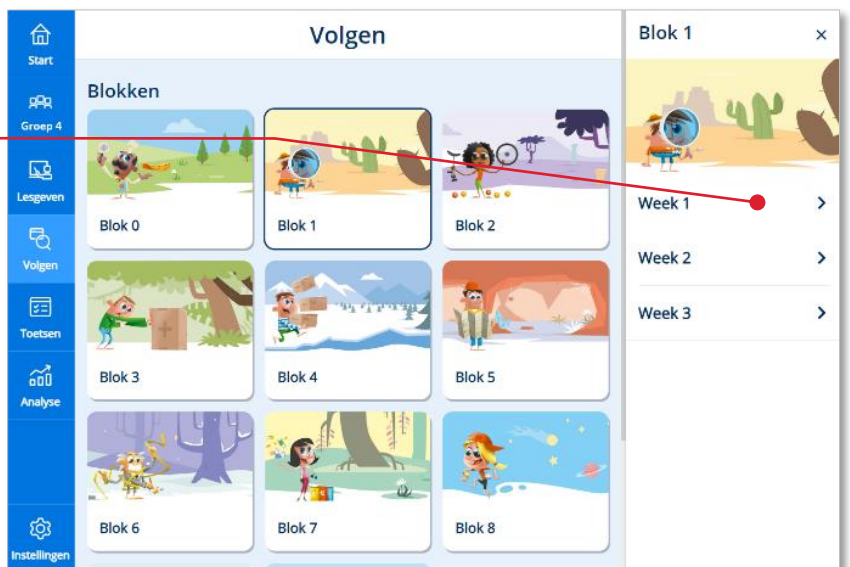 Start
Groep 4
Lesgeven
Volgen
Toetsen
Analyse
Instellingen
Volgen
Blokken
Blok 0
Blok 1
Blok 2
Blok 3
Blok 4
Blok 5
Blok 6
Blok 7
Blok 8
Blok 1
Week 1
Week 2
Week 3